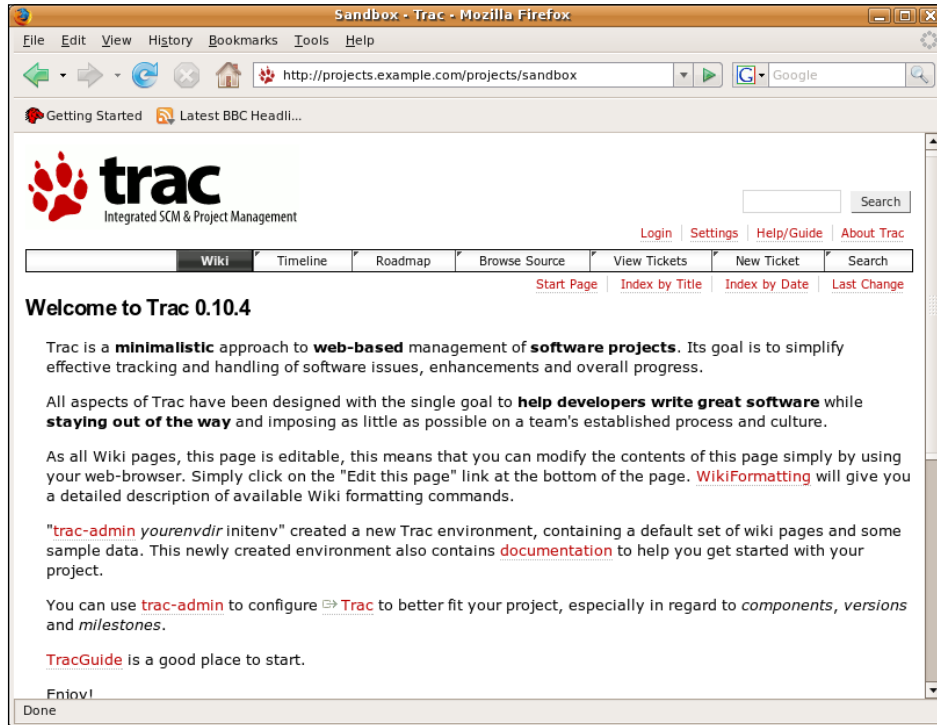 Sandbox - Trac - Mozilla Firefox
File Edit View History Bookmarks Tools Help
http://projects.example.com/projects/sandbox G Google
Getting Started Latest BBC Headli...
trac
Integrated SCM & Project Management
Search
Login Settings Help/Guide About Trac
Wiki Timeline Roadmap Browse Source View Tickets New Ticket Search
Start Page Index by Title Index by Date Last Change
Welcome to Trac 0.10.4
Trac is a minimalistic approach to web-based management of software projects. Its goal is to simplify
effective tracking and handling of software issues, enhancements and overall progress.
All aspects of Trac have been designed with the single goal to help developers write great software while
staying out of the way and imposing as little as possible on a team's established process and culture.
As all Wiki pages, this page is editable, this means that you can modify the contents of this page simply by using
your web-browser. Simply click on the "Edit this page" link at the bottom of the page. WikiFormatting will give you
a detailed description of available Wiki formatting commands.
"trac-admin yourenvdir initenv" created a new Trac environment, containing a default set of wiki pages and some
sample data. This newly created environment also contains documentation to help you get started with your
project.
You can use trac-admin to configure Trac to better fit your project, especially in regard to components, versions
and milestones.
TracGuide is a good place to start.
Enjoy!
Done